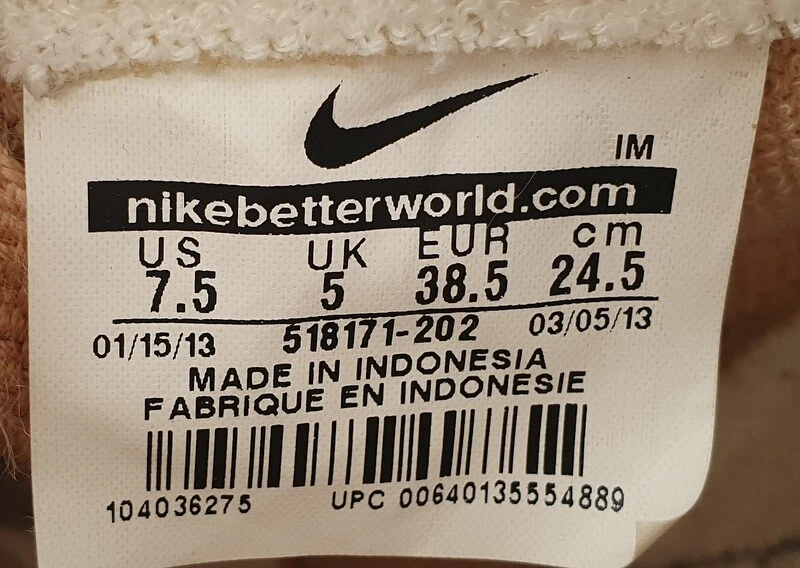 IM
nikebetterworld.com
US UK EUR cm
7.5 5 38.5 24.5
01/15/13 518171-202 03/05/13
MADE IN INDONESIA
FABRIQUE EN INDONESIE
104036275 UPC 00640135554889